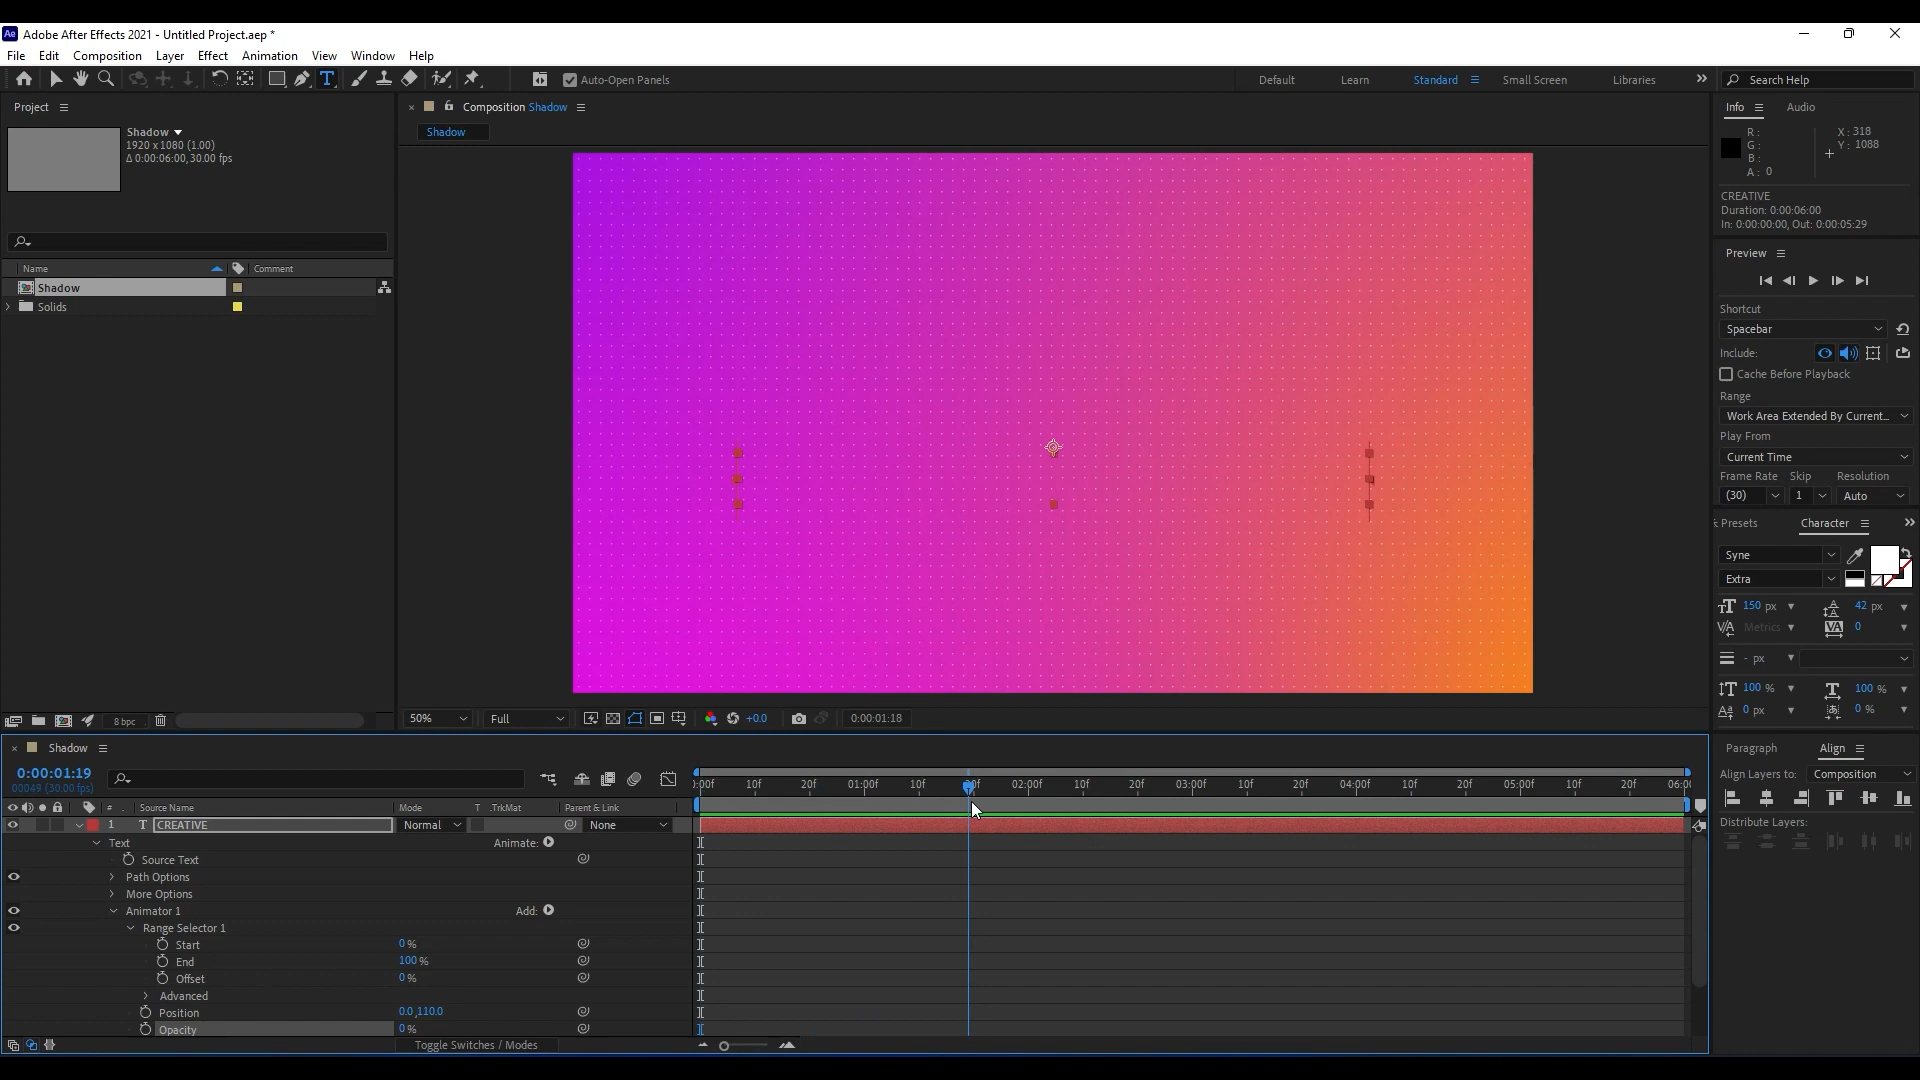 Ae Adobe After Effects 2021 - Untitled Project.aep *
File Edit Composition Layer Effect Animation View Window Help
Auto-Open Panels Default Learn Standard Small Screen Libraries Search Help
Project
Shadow
1920 x 1080 (1.00)
Δ 0:00:06:00, 30.00 fps
Name Comment
Shadow
Solids
8 bpc
Composition Shadow
Shadow
50% Full +0.0 0:00:01:18
Info Audio
R: X: 318
G: Y: 1088
B:
A: 0
CREATIVE
Duration: 0:00:06:00
In: 0:00:00:00, Out: 0:00:05:29
Preview
Shortcut
Spacebar
Include:
Cache Before Playback
Range
Work Area Extended By Current...
Play From
Current Time
Frame Rate Skip Resolution
(30) 1 Auto
Presets Character
Syne
Extra
150 px 42 px
Metrics 0
- px
100 % 100 %
0 px 0 %
Paragraph Align
Align Layers to: Composition
Distribute Layers:
Shadow
0:00:01:19
00049 (30.00 fps)
# Source Name Mode T .TrkMat Parent & Link
:00f 10f 20f 01:00f 10f 20f 02:00f 10f 20f 03:00f 10f 20f 04:00f 10f 20f 05:00f 10f 20f 06:0
1 T CREATIVE Normal None
Text Animate:
Source Text
Path Options
More Options
Animator 1 Add:
Range Selector 1
Start 0%
End 100%
Offset 0%
Advanced
Position 0.0,110.0
Opacity 0%
Toggle Switches / Modes